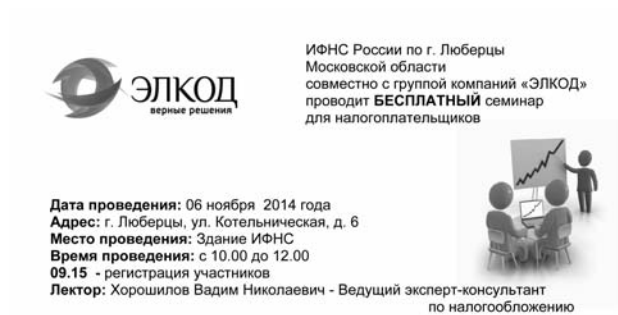 ЭЛКОД
верные решения
ИФНС России по г. Люберцы
Московской области
совместно с группой компаний «ЭЛКОД»
проводит БЕСПЛАТНЫЙ семинар
для налогоплательщиков
Дата проведения: 06 ноября 2014 года
Адрес: г. Люберцы, ул. Котельническая, д. 6
Место проведения: Здание ИФНС
Время проведения: с 10.00 до 12.00
09.15 - регистрация участников
Лектор: Хорошилов Вадим Николаевич - Ведущий эксперт-консультант
по налогообложению